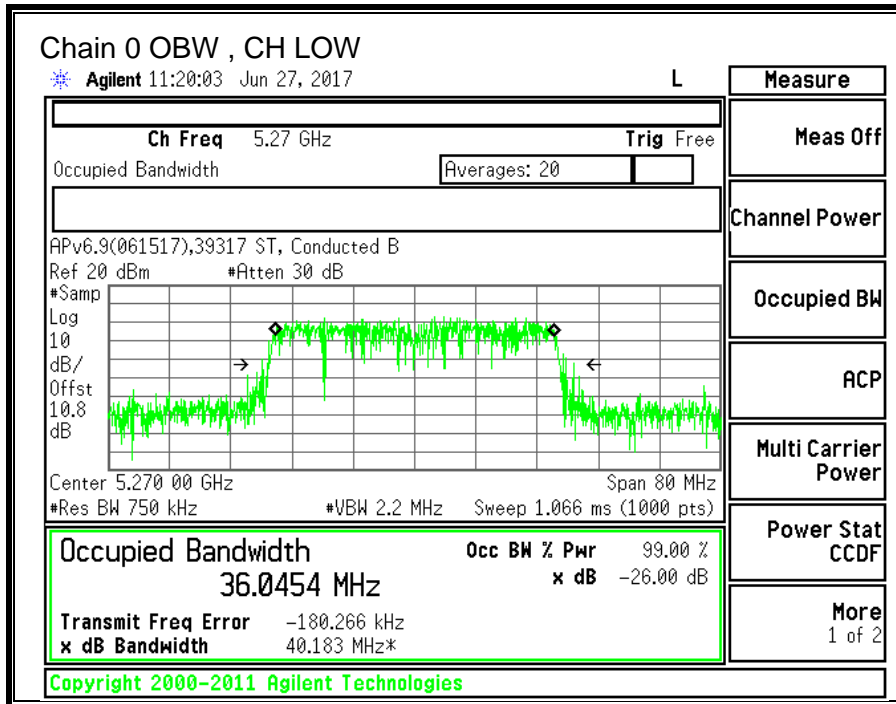 Chain 0 OBW , CH LOW
Agilent 11:20:03 Jun 27, 2017 L
Ch Freq 5.27 GHz Trig Free
Occupied Bandwidth Averages: 20
APv6.9(061517),39317 ST, Conducted B
Ref 20 dBm #Atten 30 dB
#Samp
Log
10
dB/
Offst
10.8
dB
Center 5.270 00 GHz Span 80 MHz
#Res BW 750 kHz #VBW 2.2 MHz Sweep 1.066 ms (1000 pts)
Occupied Bandwidth Occ BW % Pwr 99.00 %
36.0454 MHz x dB -26.00 dB
Transmit Freq Error -180.266 kHz
x dB Bandwidth 40.183 MHz*
Copyright 2000-2011 Agilent Technologies
Measure
Meas Off
Channel Power
Occupied BW
ACP
Multi Carrier
Power
Power Stat
CCDF
More
1 of 2